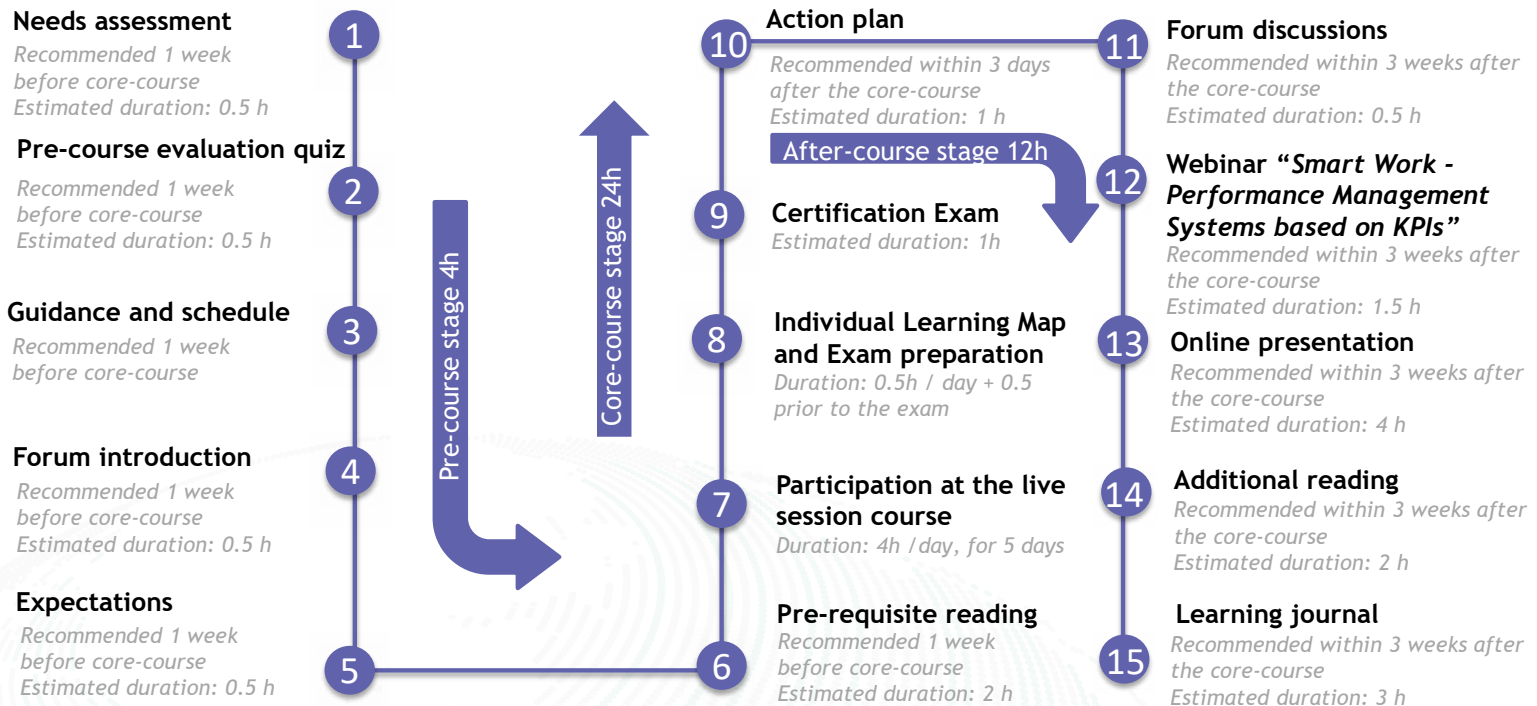 1
Needs assessment
Recommended 1 week
before core-course
Estimated duration: 0.5 h
2
Pre-course evaluation quiz
Recommended 1 week
before core-course
Estimated duration: 0.5 h
3
Guidance and schedule
Recommended 1 week
before core-course
4
Forum introduction
Recommended 1 week
before core-course
Estimated duration: 0.5 h
5
Expectations
Recommended 1 week
before core-course
Estimated duration: 0.5 h
Pre-course stage 4h
6
Pre-requisite reading
Recommended 1 week
before core-course
Estimated duration: 2 h
Core-course stage 24h
7
Participation at the live
session course
Duration: 4h /day, for 5 days
8
Individual Learning Map
and Exam preparation
Duration: 0.5h / day + 0.5
prior to the exam
9
Certification Exam
Estimated duration: 1h
10
Action plan
Recommended within 3 days
after the core-course
Estimated duration: 1 h
After-course stage 12h
11
Forum discussions
Recommended within 3 weeks after
the core-course
Estimated duration: 0.5 h
12
Webinar “Smart Work -
Performance Management
Systems based on KPIs”
Recommended within 3 weeks after
the core-course
Estimated duration: 1.5 h
13
Online presentation
Recommended within 3 weeks after
the core-course
Estimated duration: 4 h
14
Additional reading
Recommended within 3 weeks after
the core-course
Estimated duration: 2 h
15
Learning journal
Recommended within 3 weeks after
the core-course
Estimated duration: 3 h